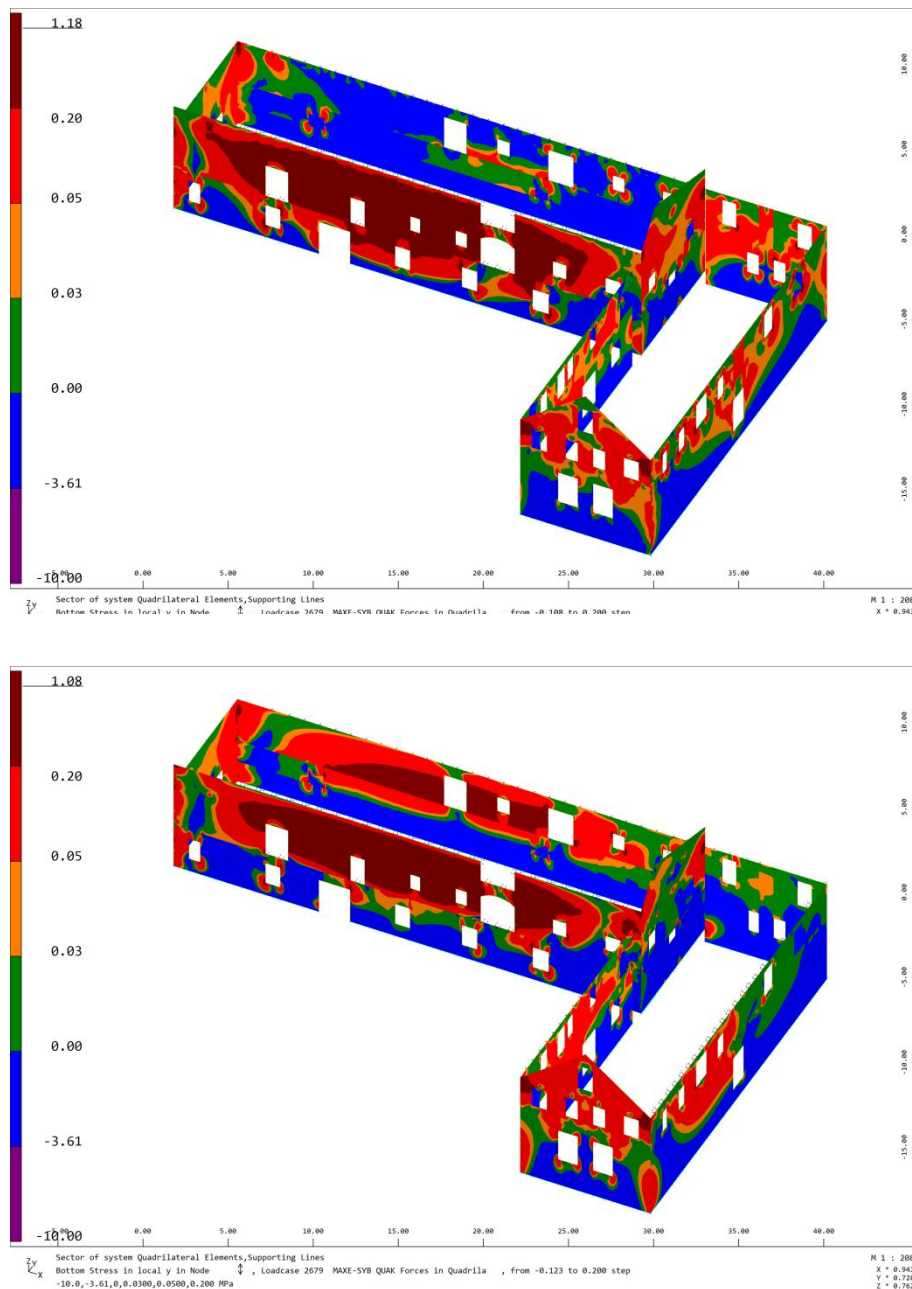 1.18
0.20
0.05
0.03
0.00
-3.61
-10.00
10.00
5.00
0.00
-5.00
-10.00
-15.00
0.00 5.00 10.00 15.00 20.00 25.00 30.00 35.00 40.00
Sector of system Quadrilateral Elements,Supporting Lines
M 1 : 208
Bottom Stress in local y in Node , Loadcase 2679 MAXE-SYB QUAK Forces in Quadrila , from -0.108 to 0.200 step
X * 0.943
Z Y
1.08
0.20
0.05
0.03
0.00
-3.61
-10.00
10.00
5.00
0.00
-5.00
-10.00
-15.00
0.00 5.00 10.00 15.00 20.00 25.00 30.00 35.00 40.00
Sector of system Quadrilateral Elements,Supporting Lines
M 1 : 208
Bottom Stress in local y in Node , Loadcase 2679 MAXE-SYB QUAK Forces in Quadrila , from -0.123 to 0.200 step
X * 0.943
-10.0,-3.61,0,0.0300,0.0500,0.200 MPa
Z Y X